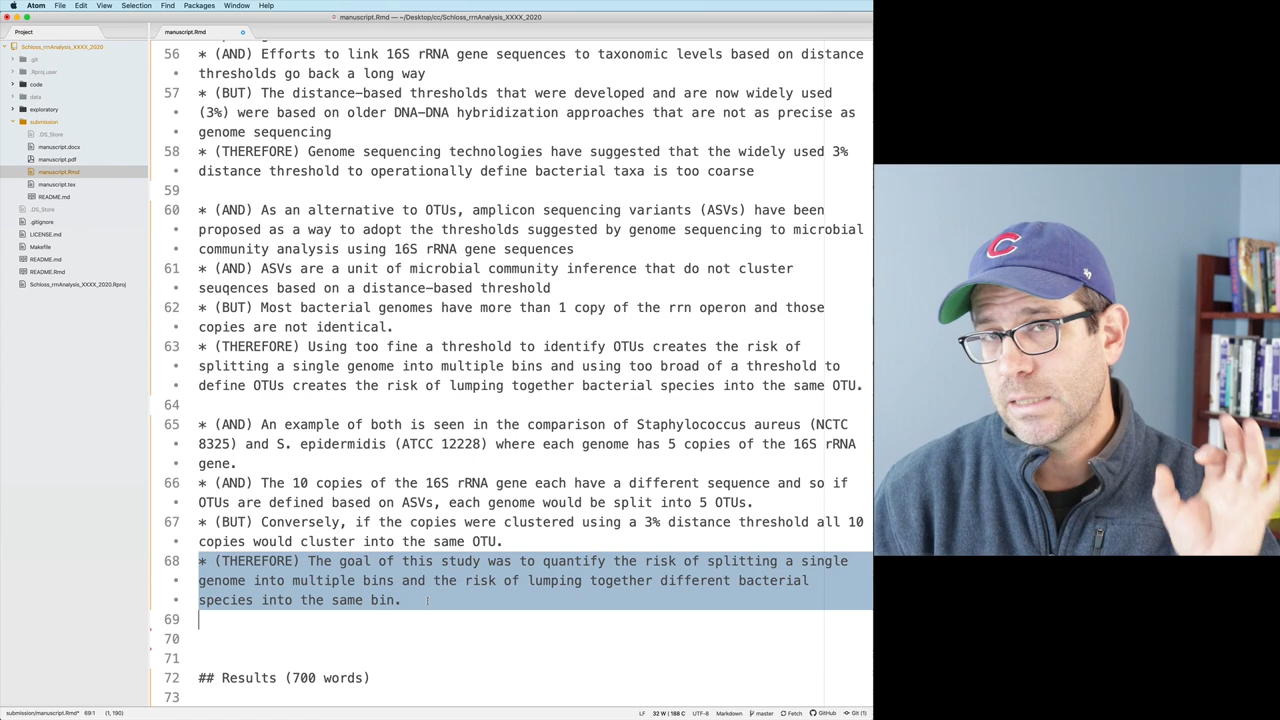 Atom File Edit View Selection Find Packages Window Help
manuscript.Rmd — ~/Desktop/cc/Schloss_rrnAnalysis_XXXX_2020
Project
manuscript.Rmd
Schloss_rrnAnalysis_XXXX_2020
.git
.Rproj.user
code
data
exploratory
submission
.DS_Store
manuscript.docx
manuscript.pdf
manuscript.Rmd
manuscript.tex
README.md
.DS_Store
.gitignore
LICENSE.md
Makefile
README.md
README.Rmd
Schloss_rrnAnalysis_XXXX_2020.Rproj
56 * (AND) Efforts to link 16S rRNA gene sequences to taxonomic levels based on distance
• thresholds go back a long way
57 * (BUT) The distance-based thresholds that were developed and are now widely used
• (3%) were based on older DNA-DNA hybridization approaches that are not as precise as
• genome sequencing
58 * (THEREFORE) Genome sequencing technologies have suggested that the widely used 3%
• distance threshold to operationally define bacterial taxa is too coarse
59
60 * (AND) As an alternative to OTUs, amplicon sequencing variants (ASVs) have been
• proposed as a way to adopt the thresholds suggested by genome sequencing to microbial
• community analysis using 16S rRNA gene sequences
61 * (AND) ASVs are a unit of microbial community inference that do not cluster
• seuqences based on a distance-based threshold
62 * (BUT) Most bacterial genomes have more than 1 copy of the rrn operon and those
• copies are not identical.
63 * (THEREFORE) Using too fine a threshold to identify OTUs creates the risk of
• splitting a single genome into multiple bins and using too broad of a threshold to
• define OTUs creates the risk of lumping together bacterial species into the same OTU.
64
65 * (AND) An example of both is seen in the comparison of Staphylococcus aureus (NCTC
• 8325) and S. epidermidis (ATCC 12228) where each genome has 5 copies of the 16S rRNA
• gene.
66 * (AND) The 10 copies of the 16S rRNA gene each have a different sequence and so if
• OTUs are defined based on ASVs, each genome would be split into 5 OTUs.
67 * (BUT) Conversely, if the copies were clustered using a 3% distance threshold all 10
• copies would cluster into the same OTU.
68 * (THEREFORE) The goal of this study was to quantify the risk of splitting a single
• genome into multiple bins and the risk of lumping together different bacterial
• species into the same bin.
69
70
71
72 ## Results (700 words)
73
submission/manuscript.Rmd* 69:1 (1, 190) LF 32 W | 188 C UTF-8 Markdown master Fetch GitHub Git (1)
C